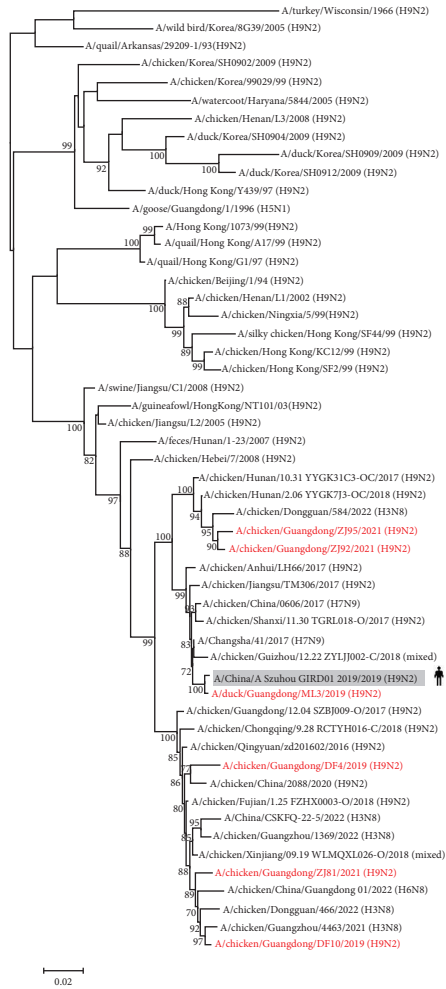 A/turkey/Wisconsin/1966 (H9N2)
A/wild bird/Korea/8G39/2005 (H9N2)
A/quail/Arkansas/29209-1/93(H9N2)
A/chicken/Korea/SH0902/2009 (H9N2)
A/chicken/Korea/99029/99 (H9N2)
A/watercoot/Haryana/5844/2005 (H9N2)
A/chicken/Henan/L3/2008 (H9N2)
99
A/duck/Korea/SH0904/2009 (H9N2)
100
A/duck/Korea/SH0909/2009 (H9N2)
92
100
A/duck/Korea/SH0912/2009 (H9N2)
A/duck/Hong Kong/Y439/97 (H9N2)
A/goose/Guangdong/1/1996 (H5N1)
99
A/Hong Kong/1073/99(H9N2)
100
A/quail/Hong Kong/A17/99 (H9N2)
A/quail/Hong Kong/G1/97 (H9N2)
A/chicken/Beijing/1/94 (H9N2)
88
A/chicken/Henan/L1/2002 (H9N2)
100
A/chicken/Ningxia/5/99(H9N2)
A/silky chicken/Hong Kong/SF44/99 (H9N2)
89
A/chicken/Hong Kong/KC12/99 (H9N2)
99
A/chicken/Hong Kong/SF2/99 (H9N2)
A/swine/Jiangsu/C1/2008 (H9N2)
A/guineafowl/HongKong/NT101/03(H9N2)
100
A/chicken/Jiangsu/L2/2005 (H9N2)
A/feces/Hunan/1-23/2007 (H9N2)
82
A/chicken/Hebei/7/2008 (H9N2)
A/chicken/Hunan/10.31 YYGK31C3-OC/2017 (H9N2)
100
A/chicken/Hunan/2.06 YYGK7J3-OC/2018 (H9N2)
97
94
A/chicken/Dongguan/584/2022 (H3N8)
95
A/chicken/Guangdong/ZJ95/2021 (H9N2)
90
A/chicken/Guangdong/ZJ92/2021 (H9N2)
88
A/chicken/Anhui/LH66/2017 (H9N2)
A/chicken/Jiangsu/TM306/2017 (H9N2)
99
A/chicken/China/0606/2017 (H7N9)
93
A/chicken/Shanxi/11.30 TGRL018-O/2017 (H9N2)
99
83
A/Changsha/41/2017 (H7N9)
A/chicken/Guizhou/12.22 ZYLJJ002-C/2018 (mixed)
72
A/China/A Szuhou GIRD01 2019/2019 (H9N2)
A/duck/Guangdong/ML3/2019 (H9N2)
A/chicken/Guangdong/12.04 SZBJ009-O/2017 (H9N2)
100
A/chicken/Chongqing/9.28 RCTYH016-C/2018 (H9N2)
85
A/chicken/Qingyuan/zd201602/2016 (H9N2)
A/chicken/Guangdong/DF4/2019 (H9N2)
86
A/chicken/China/2088/2020 (H9N2)
80
A/chicken/Fujian/1.25 FZHX0003-O/2018 (H9N2)
95
A/China/CSKFQ-22-5/2022 (H3N8)
A/chicken/Guangzhou/1369/2022 (H3N8)
A/chicken/Xinjiang/09.19 WLMQXL026-O/2018 (mixed)
88
A/chicken/Guangdong/ZJ81/2021 (H9N2)
89
A/chicken/China/Guangdong 01/2022 (H6N8)
70
A/chicken/Dongguan/466/2022 (H3N8)
92
A/chicken/Guangzhou/4463/2021 (H3N8)
97
A/chicken/Guangdong/DF10/2019 (H9N2)
0.02